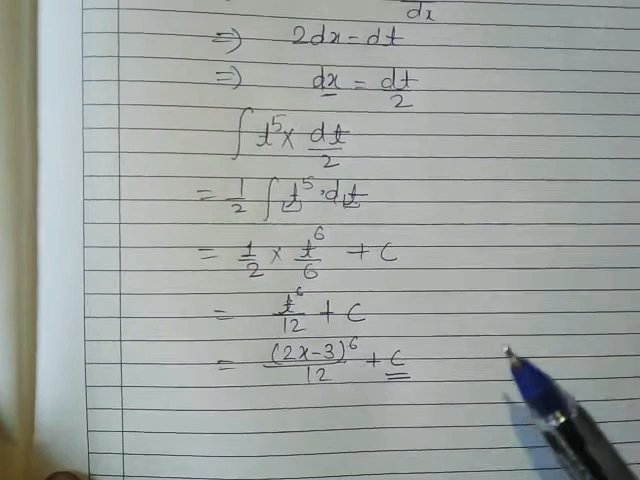 dx
⇒ 2dx = dt
⇒ dx = dt/2
∫ t⁵ × dt/2
= 1/2 ∫ t⁵ · dt
= 1/2 × t⁶/6 + C
= t⁶/12 + C
= (2x-3)⁶/12 + C